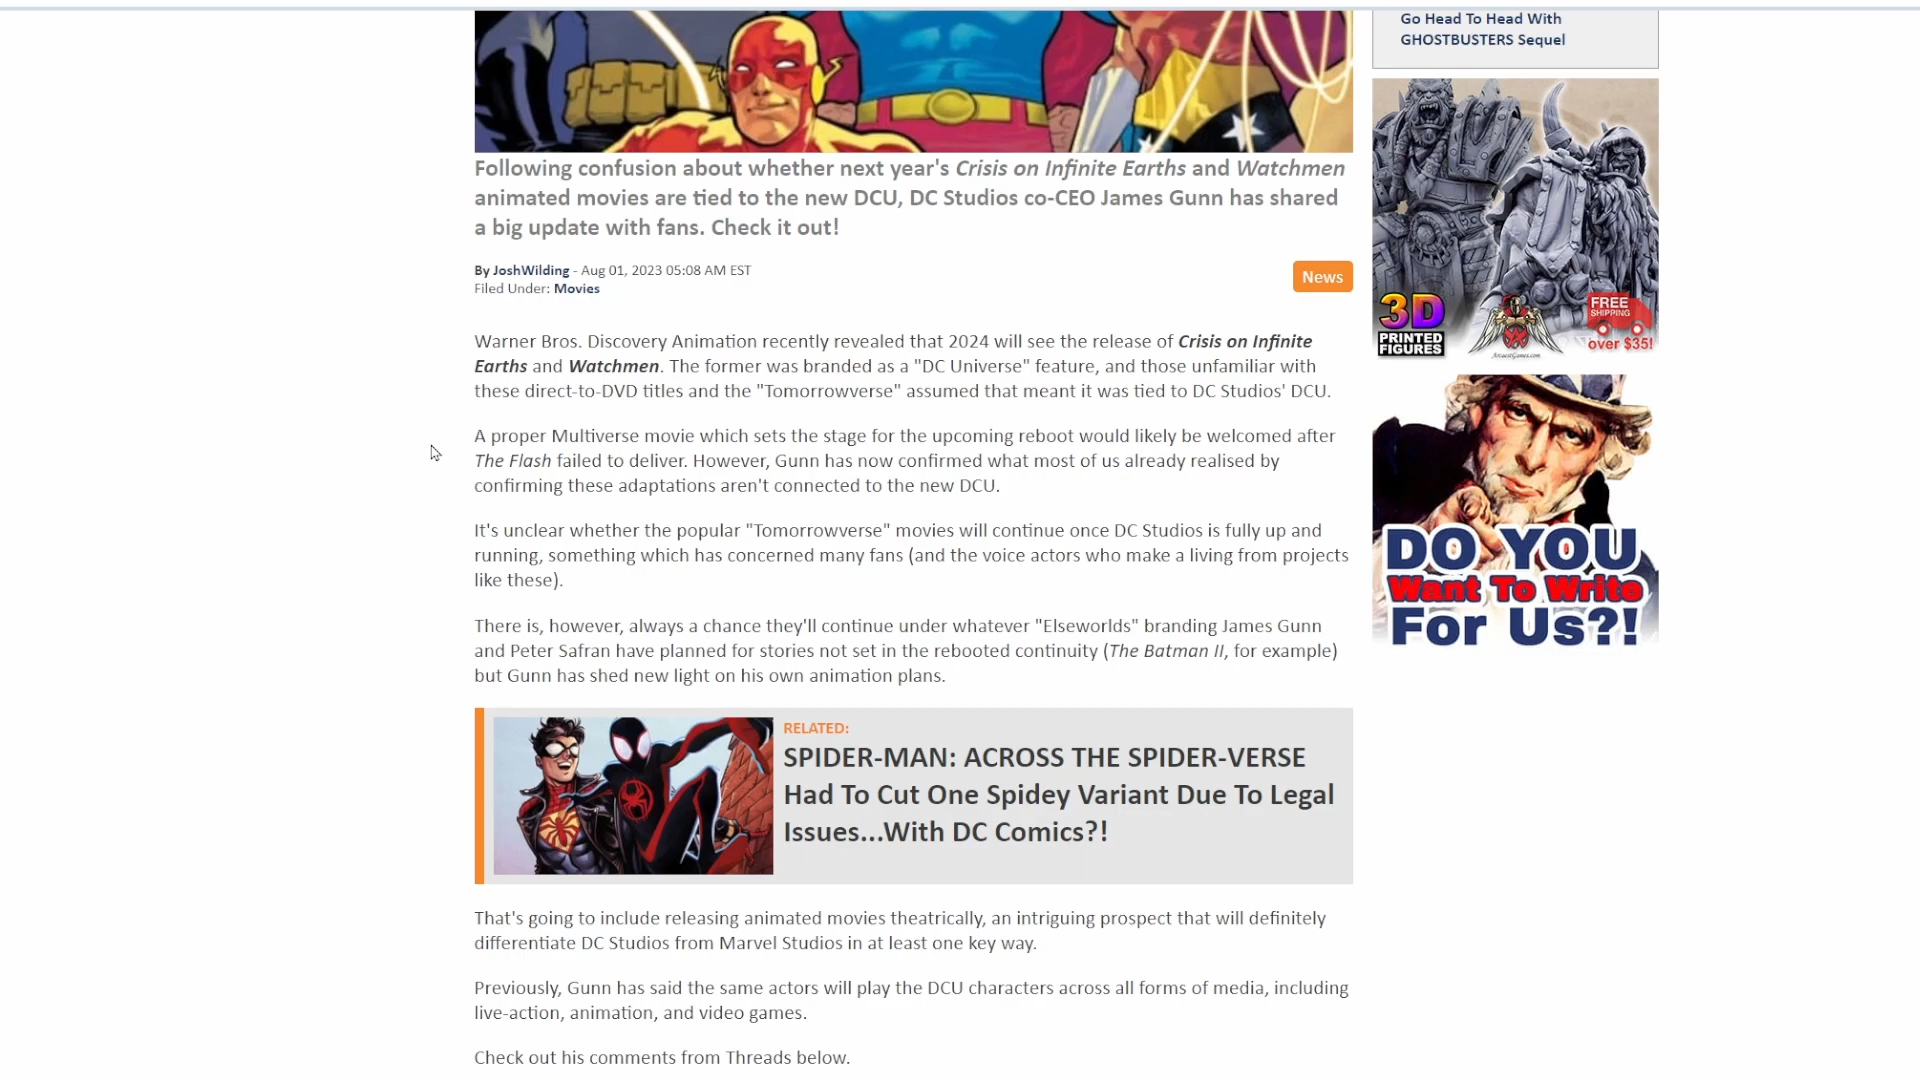 Go Head To Head With
GHOSTBUSTERS Sequel
Following confusion about whether next year's Crisis on Infinite Earths and Watchmen
animated movies are tied to the new DCU, DC Studios co-CEO James Gunn has shared
a big update with fans. Check it out!
By JoshWilding - Aug 01, 2023 05:08 AM EST
Filed Under: Movies
News
Warner Bros. Discovery Animation recently revealed that 2024 will see the release of Crisis on Infinite
Earths and Watchmen. The former was branded as a "DC Universe" feature, and those unfamiliar with
these direct-to-DVD titles and the "Tomorrowverse" assumed that meant it was tied to DC Studios' DCU.
A proper Multiverse movie which sets the stage for the upcoming reboot would likely be welcomed after
The Flash failed to deliver. However, Gunn has now confirmed what most of us already realised by
confirming these adaptations aren't connected to the new DCU.
It's unclear whether the popular "Tomorrowverse" movies will continue once DC Studios is fully up and
running, something which has concerned many fans (and the voice actors who make a living from projects
like these).
There is, however, always a chance they'll continue under whatever "Elseworlds" branding James Gunn
and Peter Safran have planned for stories not set in the rebooted continuity (The Batman II, for example)
but Gunn has shed new light on his own animation plans.
RELATED:
SPIDER-MAN: ACROSS THE SPIDER-VERSE
Had To Cut One Spidey Variant Due To Legal
Issues...With DC Comics?!
That's going to include releasing animated movies theatrically, an intriguing prospect that will definitely
differentiate DC Studios from Marvel Studios in at least one key way.
Previously, Gunn has said the same actors will play the DCU characters across all forms of media, including
live-action, animation, and video games.
Check out his comments from Threads below.
3D
PRINTED
FIGURES
FREE
SHIPPING
over $35!
DO YOU
Want To Write
For Us?!